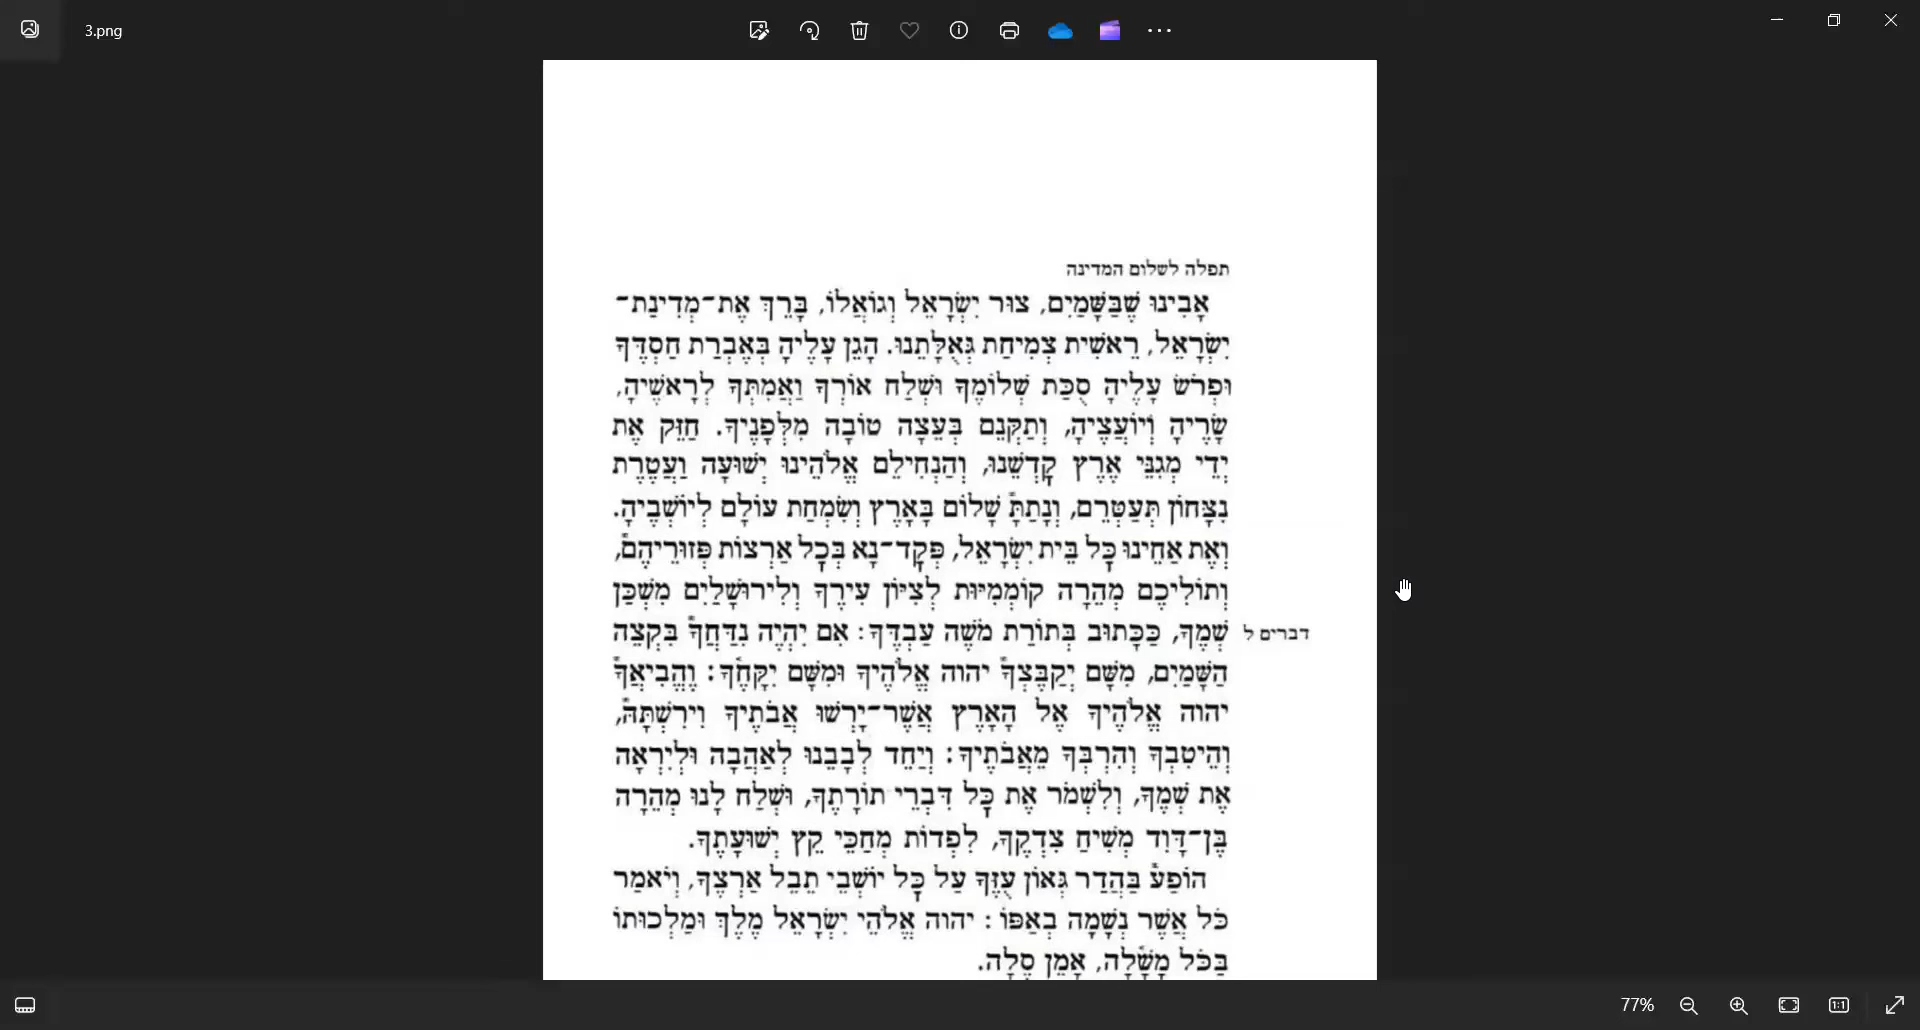 3.png
תפלה לשלום המדינה
אָבִינוּ שֶׁבַּשָּׁמַיִם, צוּר יִשְׂרָאֵל וְגוֹאֲלוֹ, בָּרֵךְ אֶת־מְדִינַת־
יִשְׂרָאֵל, רֵאשִׁית צְמִיחַת גְּאֻלָּתֵנוּ. הָגֵן עָלֶיהָ בְּאֶבְרַת חַסְדֶּךָ
וּפְרֹשׂ עָלֶיהָ סֻכַּת שְׁלוֹמֶךָ וּשְׁלַח אוֹרְךָ וַאֲמִתְּךָ לְרָאשֶׁיהָ,
שָׂרֶיהָ וְיוֹעֲצֶיהָ, וְתַקְּנֵם בְּעֵצָה טוֹבָה מִלְּפָנֶיךָ. חַזֵּק אֶת
יְדֵי מְגִנֵּי אֶרֶץ קָדְשֵׁנוּ, וְהַנְחִילֵם אֱלֹהֵינוּ יְשׁוּעָה וַעֲטֶרֶת
נִצָּחוֹן תְּעַטְּרֵם, וְנָתַתָּ שָׁלוֹם בָּאָרֶץ וְשִׂמְחַת עוֹלָם לְיוֹשְׁבֶיהָ.
וְאֶת אַחֵינוּ כָּל בֵּית יִשְׂרָאֵל, פְּקָד־נָא בְּכָל אַרְצוֹת פְּזוּרֵיהֶם,
וְתוֹלִיכֵם מְהֵרָה קוֹמְמִיּוּת לְצִיּוֹן עִירֶךָ וְלִירוּשָׁלַיִם מִשְׁכַּן
שְׁמֶךָ, כַּכָּתוּב בְּתוֹרַת מֹשֶׁה עַבְדֶּךָ: אִם יִהְיֶה נִדַּחֲךָ בִּקְצֵה
דברים ל
הַשָּׁמַיִם, מִשָּׁם יְקַבֶּצְךָ יהוה אֱלֹהֶיךָ וּמִשָּׁם יִקָּחֶךָ: וֶהֱבִיאֲךָ
יהוה אֱלֹהֶיךָ אֶל הָאָרֶץ אֲשֶׁר־יָרְשׁוּ אֲבֹתֶיךָ וִירִשְׁתָּהּ,
וְהֵיטִבְךָ וְהִרְבְּךָ מֵאֲבֹתֶיךָ: וְיַחֵד לְבָבֵנוּ לְאַהֲבָה וּלְיִרְאָה
אֶת שְׁמֶךָ, וְלִשְׁמֹר אֶת כָּל דִּבְרֵי תוֹרָתֶךָ, וּשְׁלַח לָנוּ מְהֵרָה
בֶּן־דָּוִד מְשִׁיחַ צִדְקֶךָ, לִפְדּוֹת מְחַכֵּי קֵץ יְשׁוּעָתֶךָ.
הוֹפַע בַּהֲדַר גְּאוֹן עֻזֶּךָ עַל כָּל יוֹשְׁבֵי תֵבֵל אַרְצֶךָ, וְיֹאמַר
כֹּל אֲשֶׁר נְשָׁמָה בְאַפּוֹ: יהוה אֱלֹהֵי יִשְׂרָאֵל מֶלֶךְ וּמַלְכוּתוֹ
בַּכֹּל מָשָׁלָה, אָמֵן סֶלָה.
77%
1:1